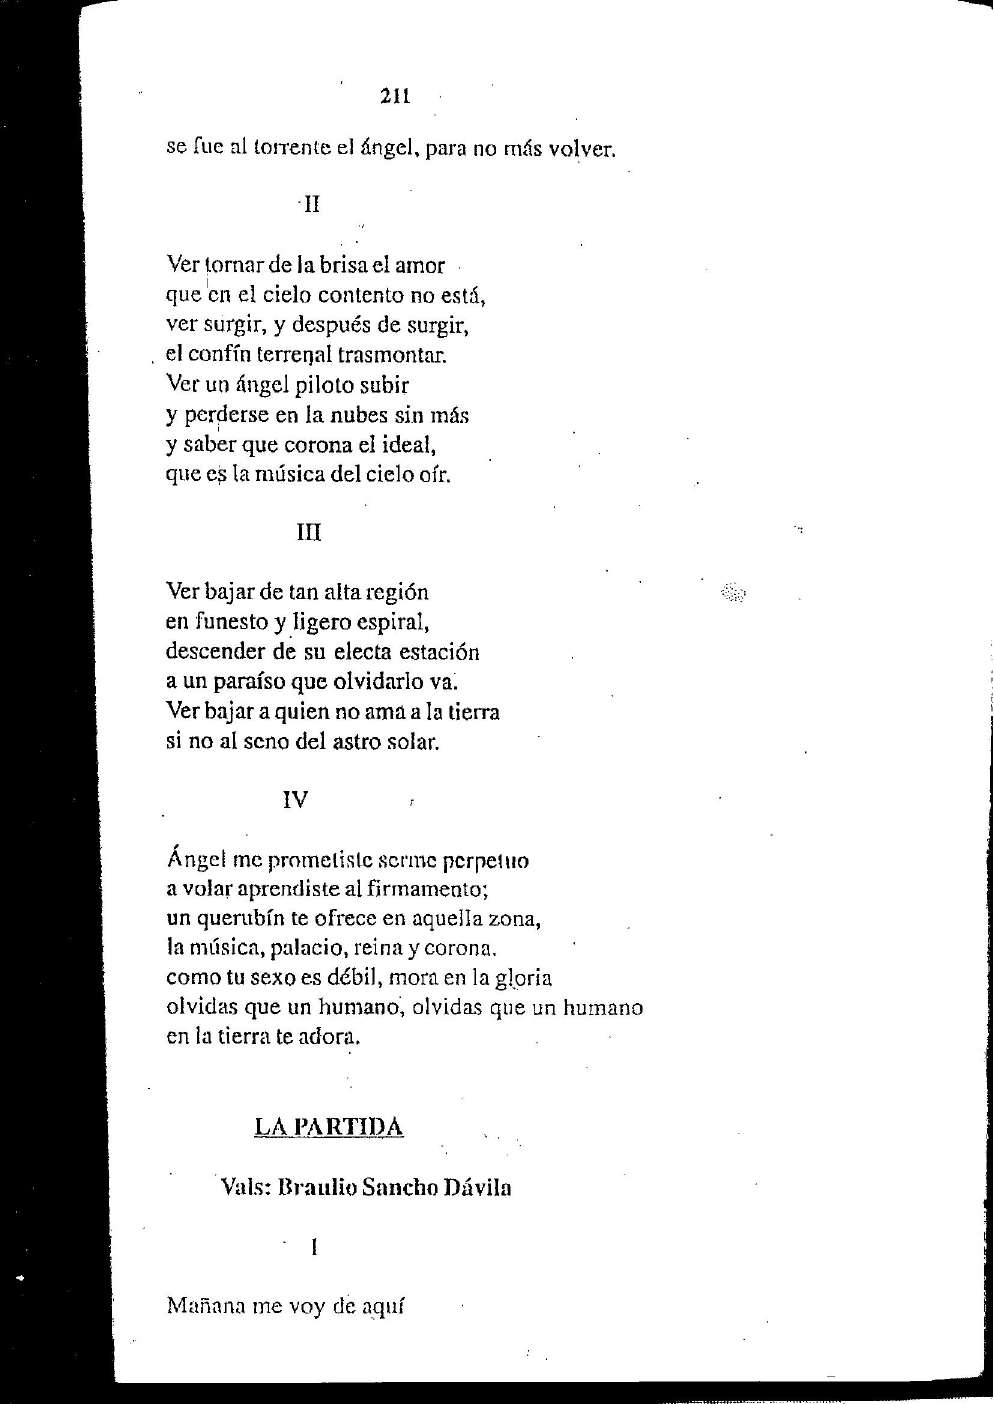 211
se fue al torrente el ángel, para no más volver.
II
Ver tornar de la brisa el amor
que en el cielo contento no está,
ver surgir, y después de surgir,
el confín terrenal trasmontar.
Ver un ángel piloto subir
y perderse en la nubes sin más
y saber que corona el ideal,
que es la música del cielo oír.
III
Ver bajar de tan alta región
en funesto y ligero espiral,
descender de su electa estación
a un paraíso que olvidarlo va.
Ver bajar a quien no ama a la tierra
si no al seno del astro solar.
IV
Ángel me prometiste serme perpetuo
a volar aprendiste al firmamento;
un querubín te ofrece en aquella zona,
la música, palacio, reina y corona.
como tu sexo es débil, mora en la gloria
olvidas que un humano, olvidas que un humano
en la tierra te adora.
LA PARTIDA
Vals: Braulio Sancho Dávila
I
Mañana me voy de aquí